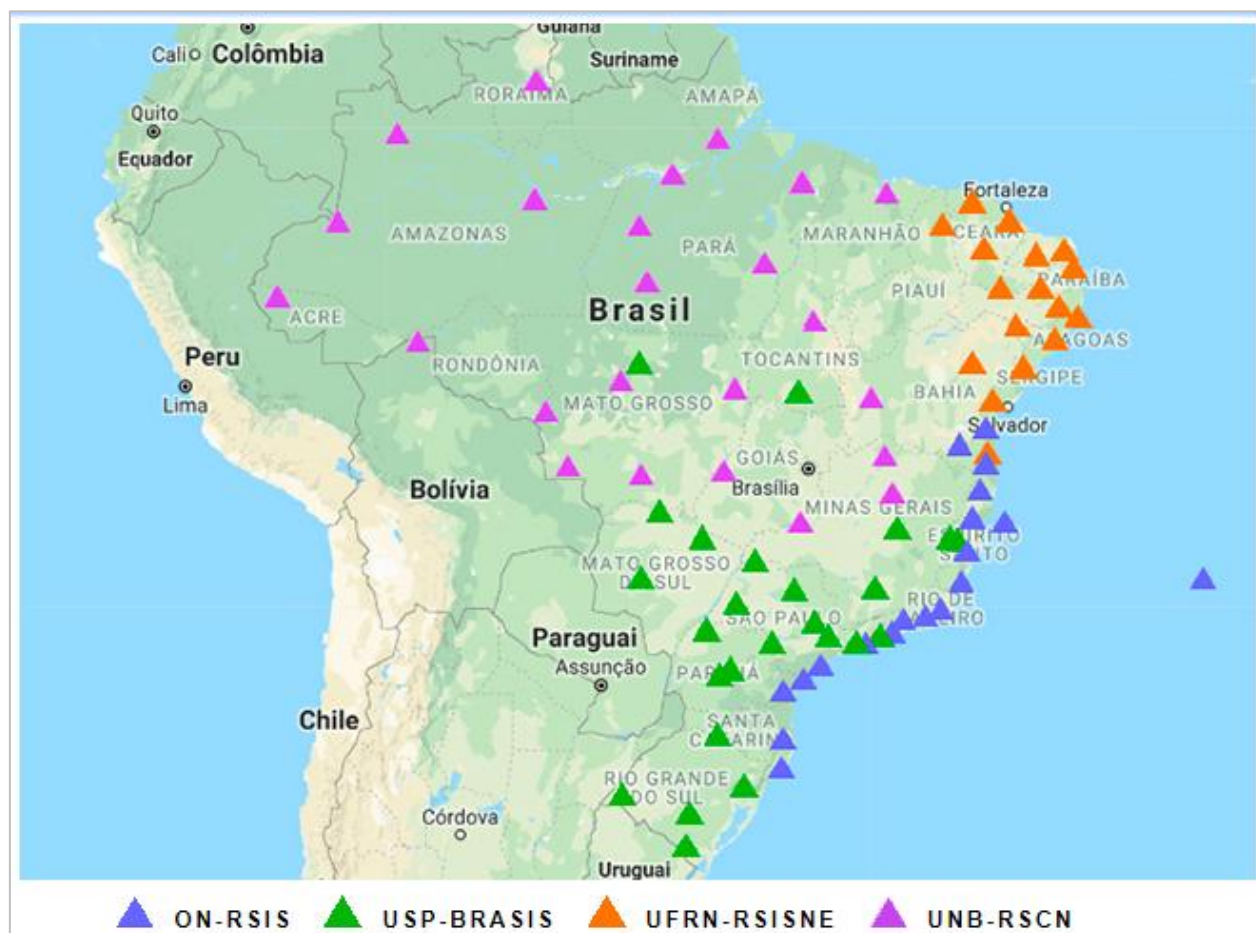 Guiana
Cali
Colômbia
Suriname
RORAIMA
AMAPÁ
Quito
Equador
Fortaleza
AMAZONAS
MARANHÃO
CEARÁ
PARÁ
PIAUÍ
PARAÍBA
ACRE
Brasil
Peru
RONDÔNIA
TOCANTINS
ALAGOAS
Lima
MATO GROSSO
BAHIA
SERGIPE
Salvador
GOIÁS
Bolívia
Brasília
MINAS GERAIS
ESPÍRITO
SANTO
MATO GROSSO
DO SUL
RIO DE
JANEIRO
SÃO PAULO
Paraguai
Assunção
PARANÁ
Chile
SANTA
CATARINA
RIO GRANDE
DO SUL
Córdova
Uruguai
ON-RSIS USP-BRASIS UFRN-RSISNE UNB-RSCN